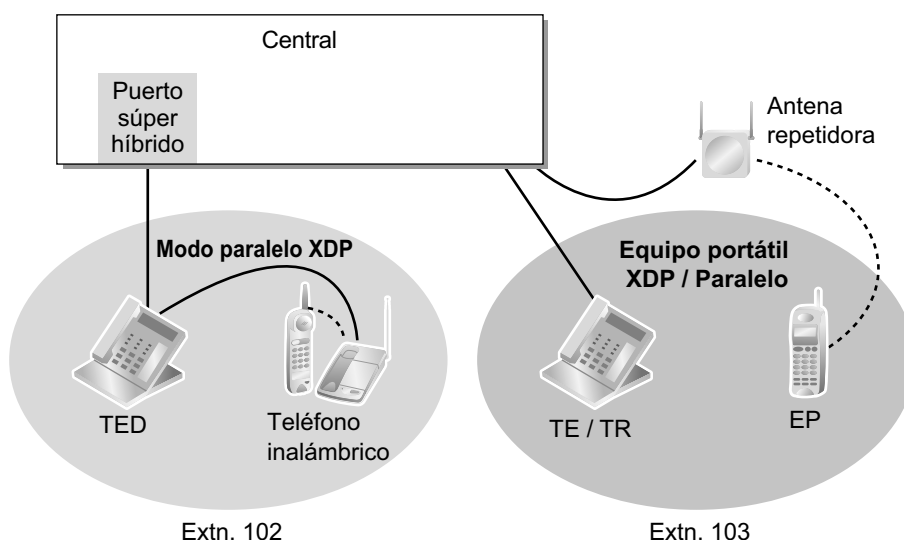 Central
Puerto
súper
híbrido
Antena
repetidora
Modo paralelo XDP
Equipo portátil
XDP / Paralelo
TED
Teléfono
inalámbrico
TE / TR
EP
Extn. 102
Extn. 103